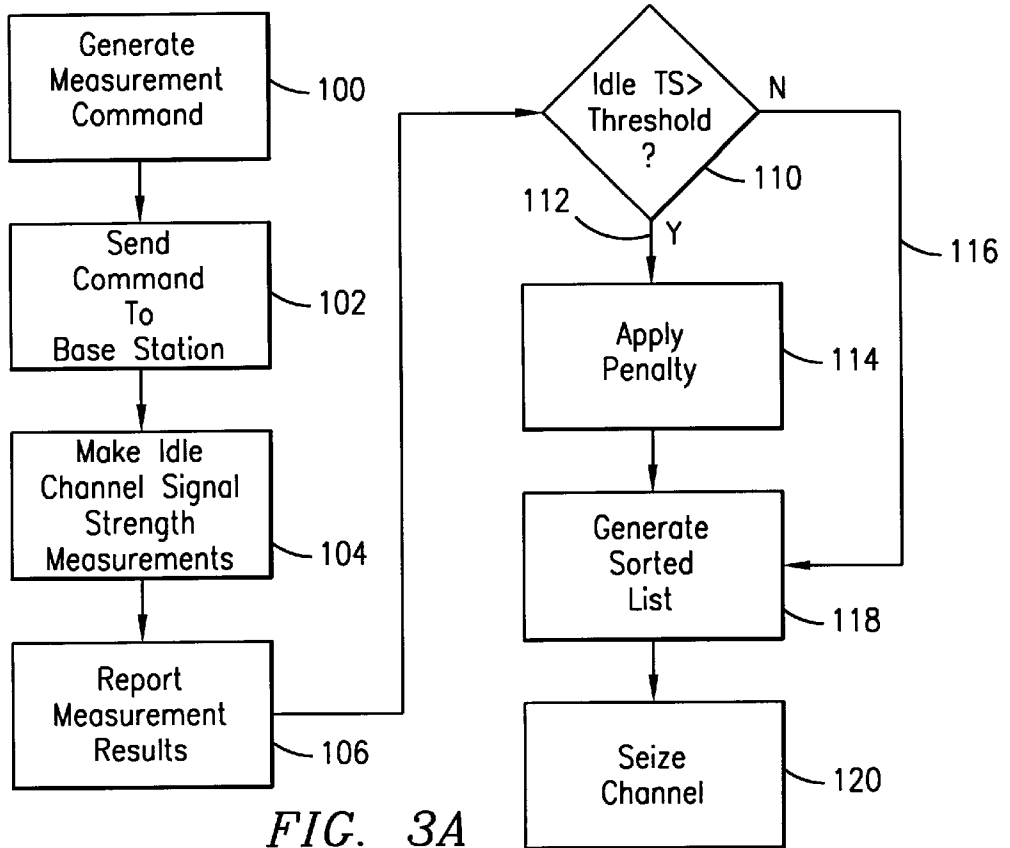 Generate
Measurement
Command
100
Send
Command
To
Base Station
102
Make Idle
Channel Signal
Strength
Measurements
104
Report
Measurement
Results
106
Idle TS>
Threshold
?
N
110
112
Y
116
Apply
Penalty
114
Generate
Sorted
List
118
Seize
Channel
120
FIG. 3A